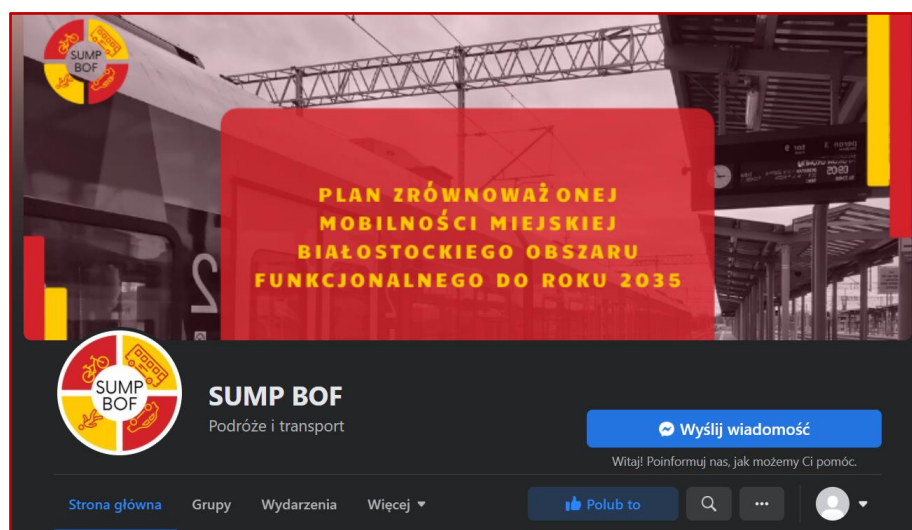 SUMP
BOF
PLAN ZRÓWNOWAŻONEJ
MOBILNOŚCI MIEJSKIEJ
BIAŁOSTOCKIEGO OBSZARU
FUNKCJONALNEGO DO ROKU 2035
2
SUMP
BOF
SUMP BOF
Podróże i transport
Wyślij wiadomość
Witaj! Poinformuj nas, jak możemy Ci pomóc.
Strona główna Grupy Wydarzenia Więcej Polub to